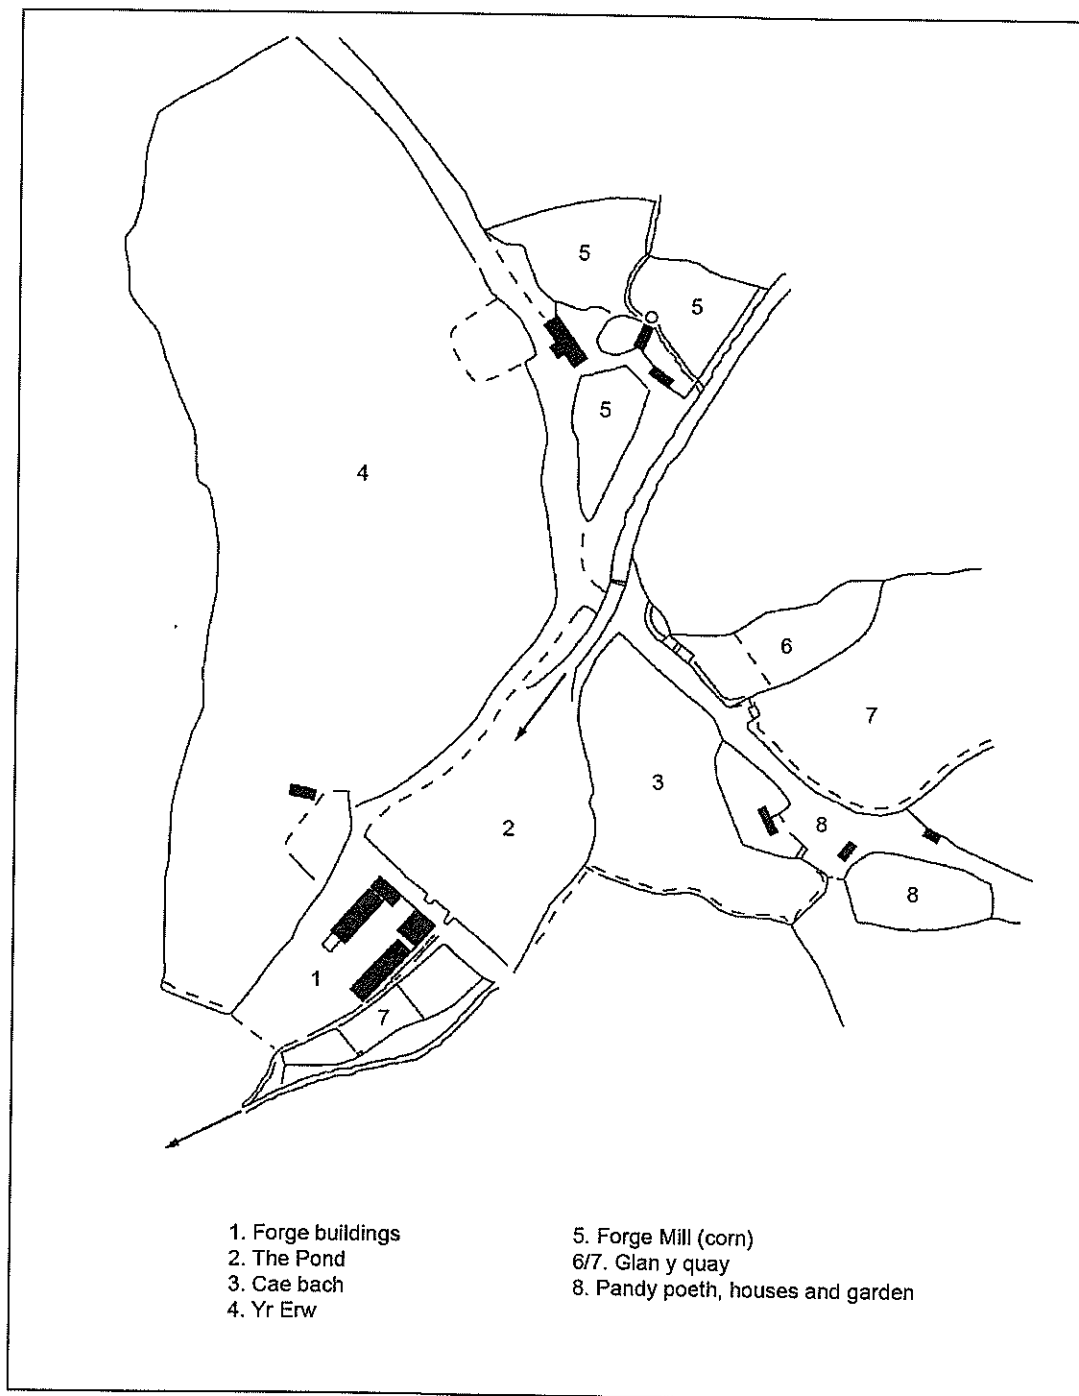 5
5
5
4
6
7
3
2
8
8
1
7
1. Forge buildings
2. The Pond
3. Cae bach
4. Yr Erw
5. Forge Mill (corn)
6/7. Glan y quay
8. Pandy poeth, houses and garden